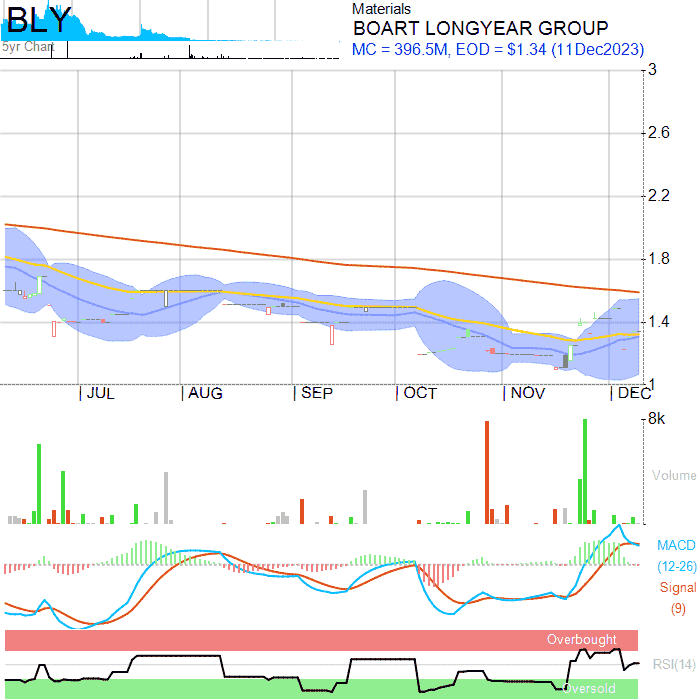 BLY
5yr Chart
Materials
BOART LONGYEAR GROUP
MC = 396.5M, EOD = $1.34 (11Dec2023)
3
2.6
2.2
1.8
1.4
1
JUL AUG SEP OCT NOV DEC
8k
Volume
MACD
(12-26)
Signal
(9)
Overbought
RSI(14)
Oversold